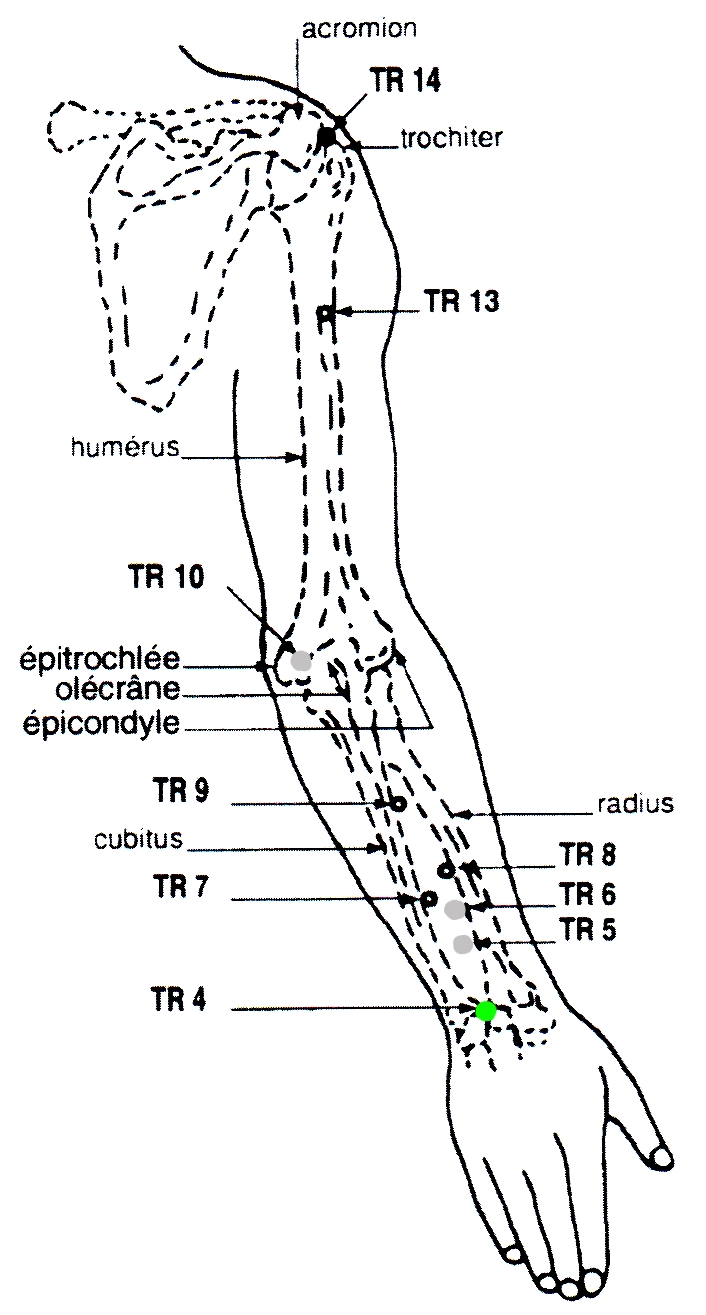 acromion
TR 14
trochiter
TR 13
humérus
TR 10
épitrochlée
olécrâne
épicondyle
TR 9
radius
cubitus
TR 8
TR 7
TR 6
TR 5
TR 4